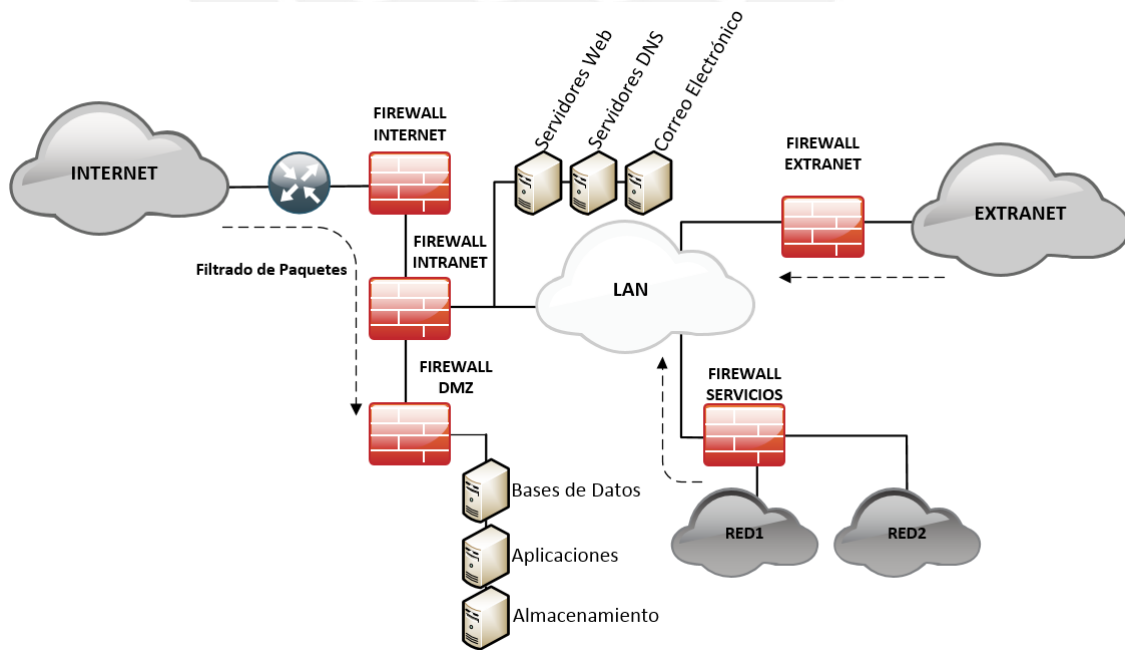 Servidores Web
Servidores DNS
Correo Electrónico
FIREWALL
INTERNET
FIREWALL
EXTRANET
INTERNET
EXTRANET
FIREWALL
INTRANET
Filtrado de Paquetes
LAN
FIREWALL
DMZ
FIREWALL
SERVICIOS
Bases de Datos
RED1
RED2
Aplicaciones
Almacenamiento